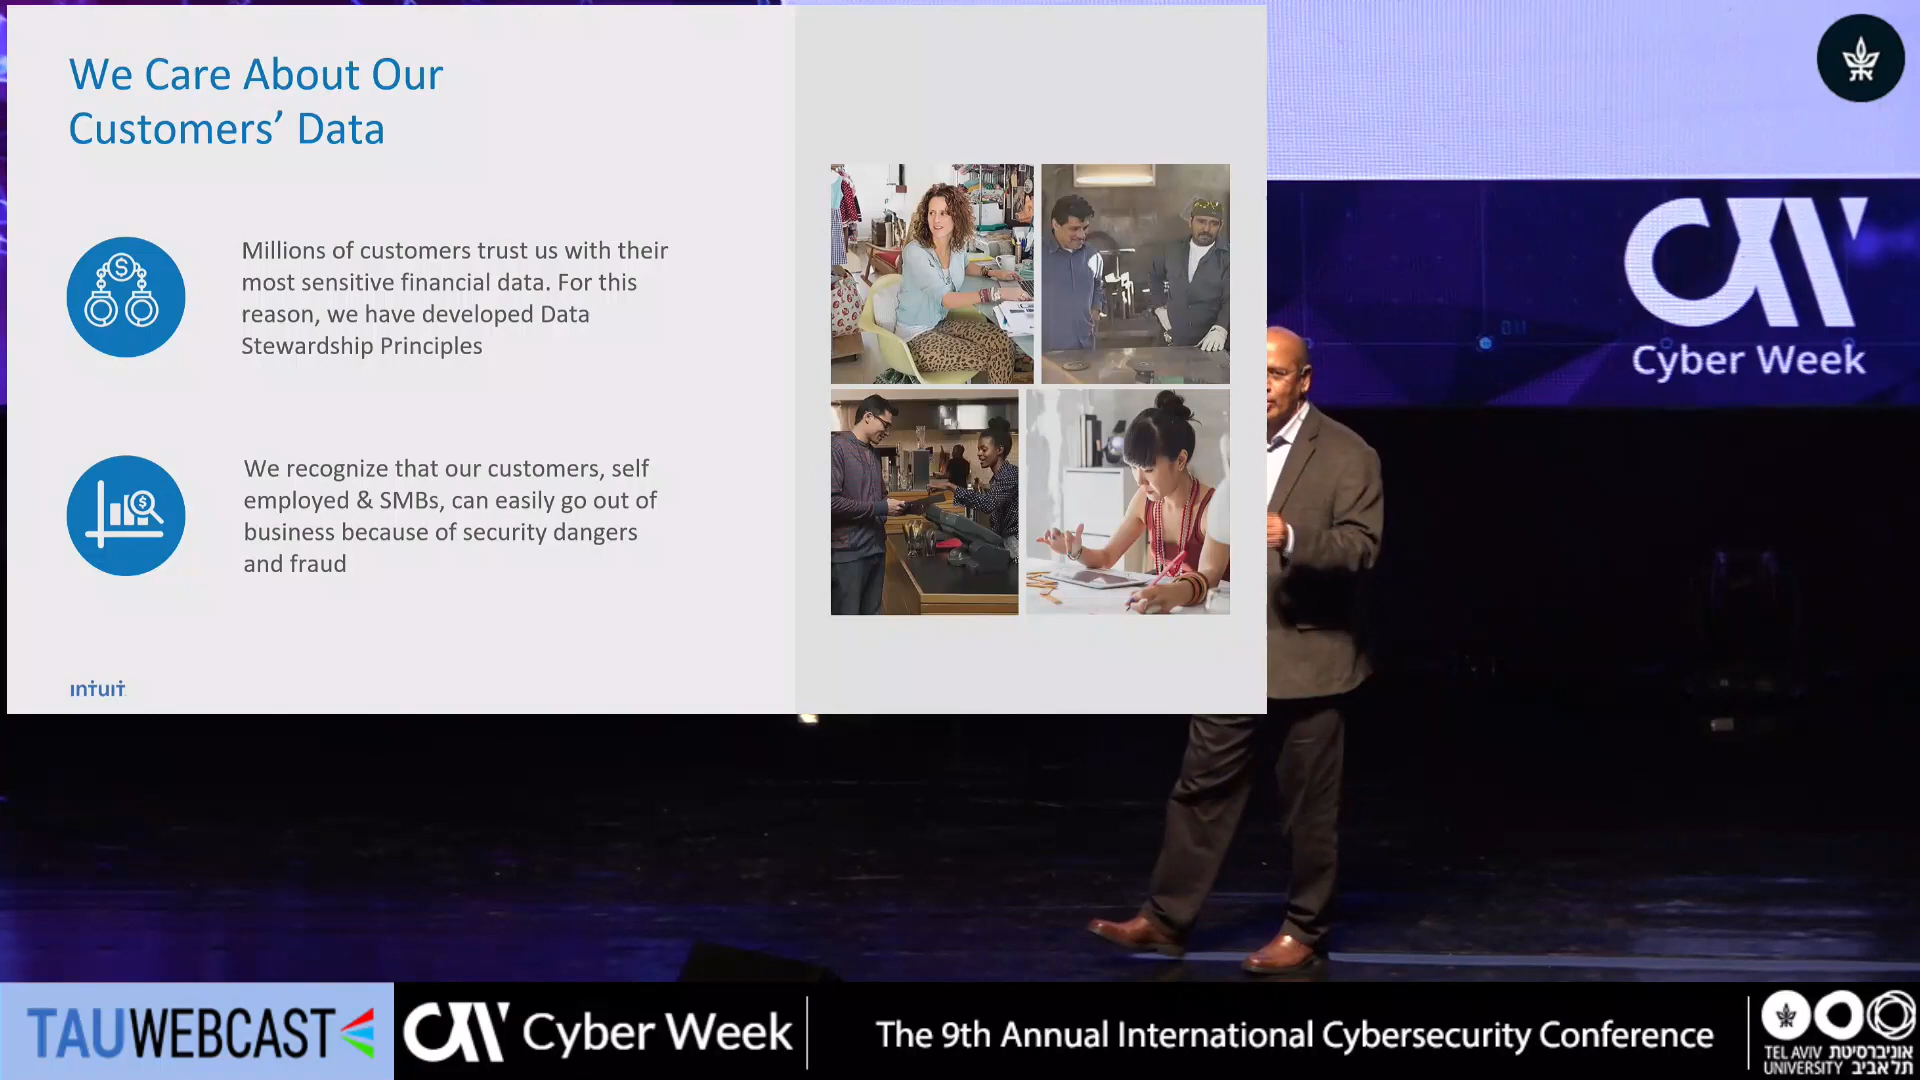 We Care About Our
Customers’ Data
Millions of customers trust us with their
most sensitive financial data. For this
reason, we have developed Data
Stewardship Principles
We recognize that our customers, self
employed & SMBs, can easily go out of
business because of security dangers
and fraud
intuit
Cyber Week
TAUWEBCAST
Cyber Week
The 9th Annual International Cybersecurity Conference
TEL AVIV אוניברסיטת
UNIVERSITY תל אביב